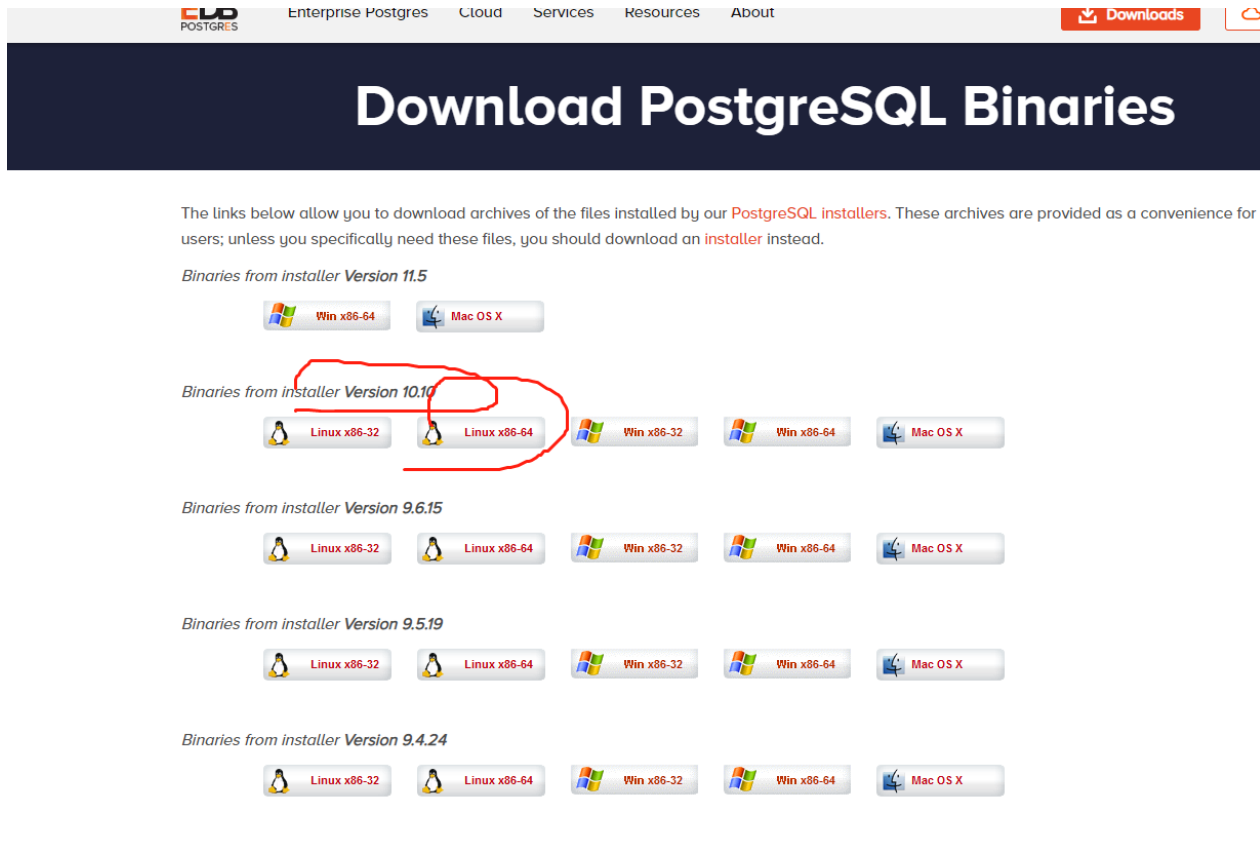 EDB Enterprise Postgres Cloud Services Resources About Downloads
POSTGRES
Download PostgreSQL Binaries
The links below allow you to download archives of the files installed by our PostgreSQL installers. These archives are provided as a convenience for
users; unless you specifically need these files, you should download an installer instead.
Binaries from installer Version 11.5
Win x86-64 Mac OS X
Binaries from installer Version 10.10
Linux x86-32 Linux x86-64 Win x86-32 Win x86-64 Mac OS X
Binaries from installer Version 9.6.15
Linux x86-32 Linux x86-64 Win x86-32 Win x86-64 Mac OS X
Binaries from installer Version 9.5.19
Linux x86-32 Linux x86-64 Win x86-32 Win x86-64 Mac OS X
Binaries from installer Version 9.4.24
Linux x86-32 Linux x86-64 Win x86-32 Win x86-64 Mac OS X